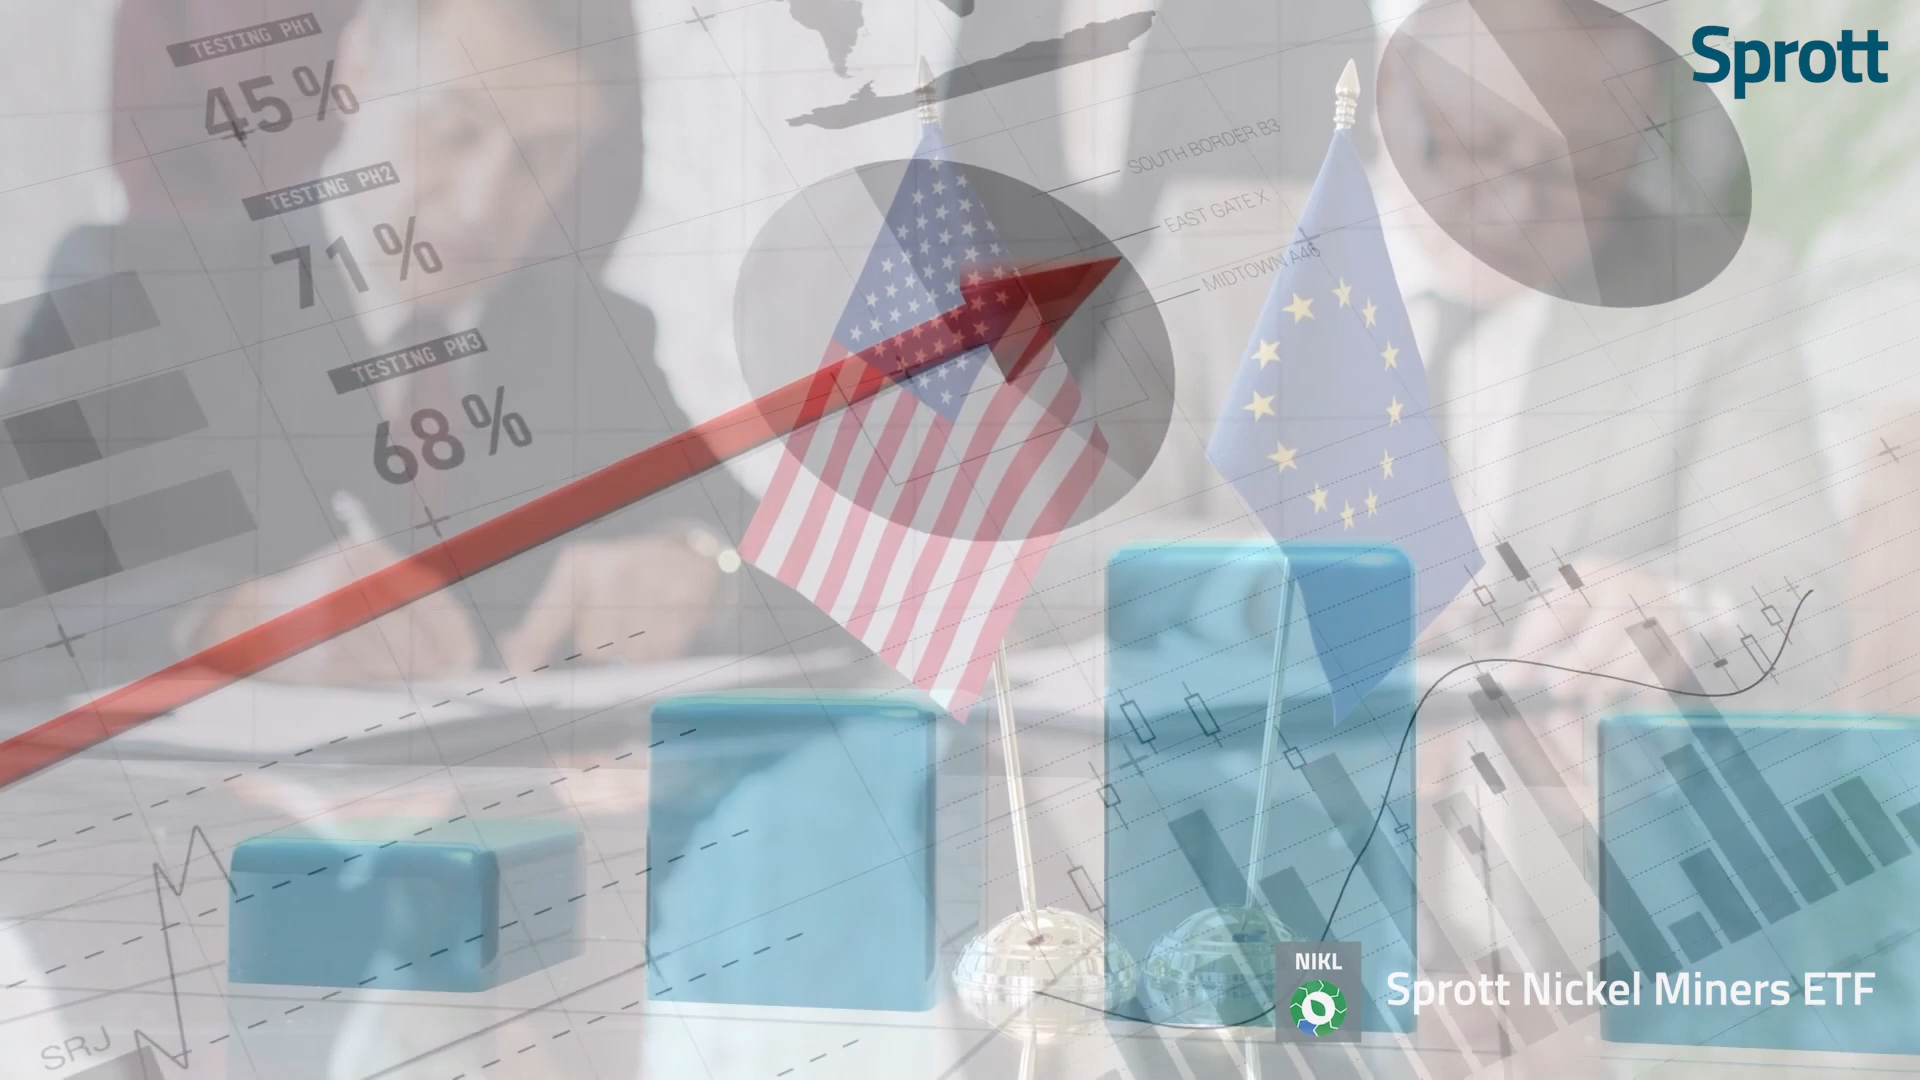 TESTING PH1
45%
TESTING PH2
71%
TESTING PH3
68%
SOUTH BORDER B3
EAST GATE X
MIDTOWN A46
SRJ
Sprott
NIKL
Sprott Nickel Miners ETF